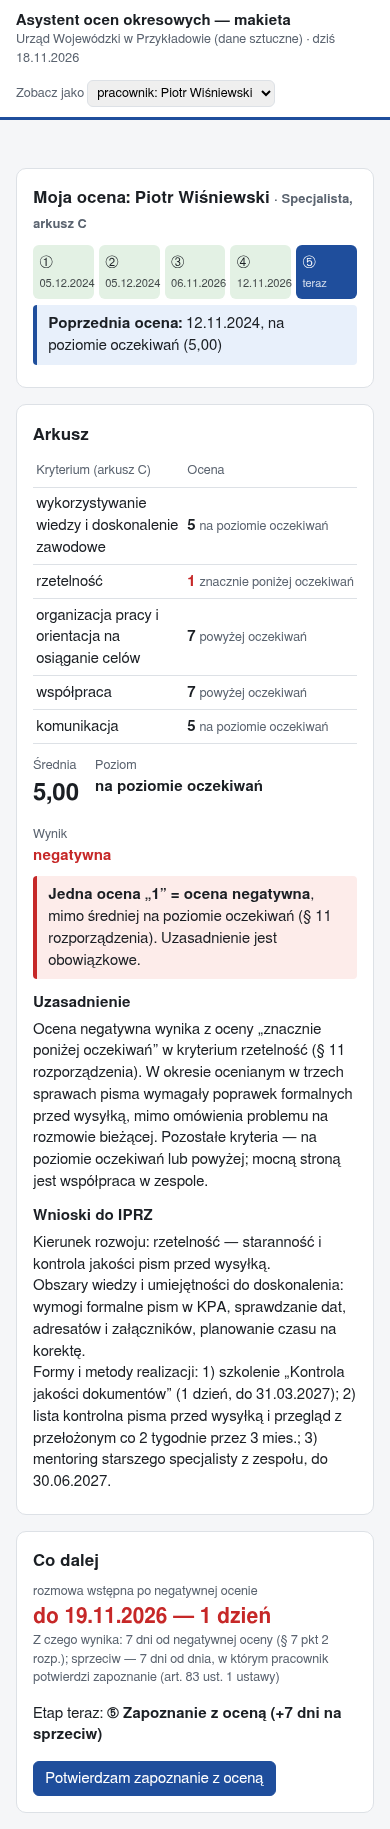 Asystent ocen okresowych — makieta
Urząd Wojewódzki w Przykładowie (dane sztuczne) · dziś
18.11.2026
Zobacz jako pracownik: Piotr Wiśniewski
Moja ocena: Piotr Wiśniewski · Specjalista,
arkusz C
① ② ③ ④ ⑤
05.12.2024 05.12.2024 06.11.2026 12.11.2026 teraz
Poprzednia ocena: 12.11.2024, na
poziomie oczekiwań (5,00)
Arkusz
Kryterium (arkusz C) Ocena
wykorzystywanie
wiedzy i doskonalenie 5 na poziomie oczekiwań
zawodowe
rzetelność 1 znacznie poniżej oczekiwań
organizacja pracy i
orientacja na 7 powyżej oczekiwań
osiąganie celów
współpraca 7 powyżej oczekiwań
komunikacja 5 na poziomie oczekiwań
Średnia Poziom
5,00 na poziomie oczekiwań
Wynik
negatywna
Jedna ocena „1” = ocena negatywna,
mimo średniej na poziomie oczekiwań (§ 11
rozporządzenia). Uzasadnienie jest
obowiązkowe.
Uzasadnienie
Ocena negatywna wynika z oceny „znacznie
poniżej oczekiwań” w kryterium rzetelność (§ 11
rozporządzenia). W okresie ocenianym w trzech
sprawach pisma wymagały poprawek formalnych
przed wysyłką, mimo omówienia problemu na
rozmowie bieżącej. Pozostałe kryteria — na
poziomie oczekiwań lub powyżej; mocną stroną
jest współpraca w zespole.
Wnioski do IPRZ
Kierunek rozwoju: rzetelność — staranność i
kontrola jakości pism przed wysyłką.
Obszary wiedzy i umiejętności do doskonalenia:
wymogi formalne pism w KPA, sprawdzanie dat,
adresatów i załączników, planowanie czasu na
korektę.
Formy i metody realizacji: 1) szkolenie „Kontrola
jakości dokumentów” (1 dzień, do 31.03.2027); 2)
lista kontrolna pisma przed wysyłką i przegląd z
przełożonym co 2 tygodnie przez 3 mies.; 3)
mentoring starszego specjalisty z zespołu, do
30.06.2027.
Co dalej
rozmowa wstępna po negatywnej ocenie
do 19.11.2026 — 1 dzień
Z czego wynika: 7 dni od negatywnej oceny (§ 7 pkt 2
rozp.); sprzeciw — 7 dni od dnia, w którym pracownik
potwierdzi zapoznanie (art. 83 ust. 1 ustawy)
Etap teraz: ⑤ Zapoznanie z oceną (+7 dni na
sprzeciw)
Potwierdzam zapoznanie z oceną